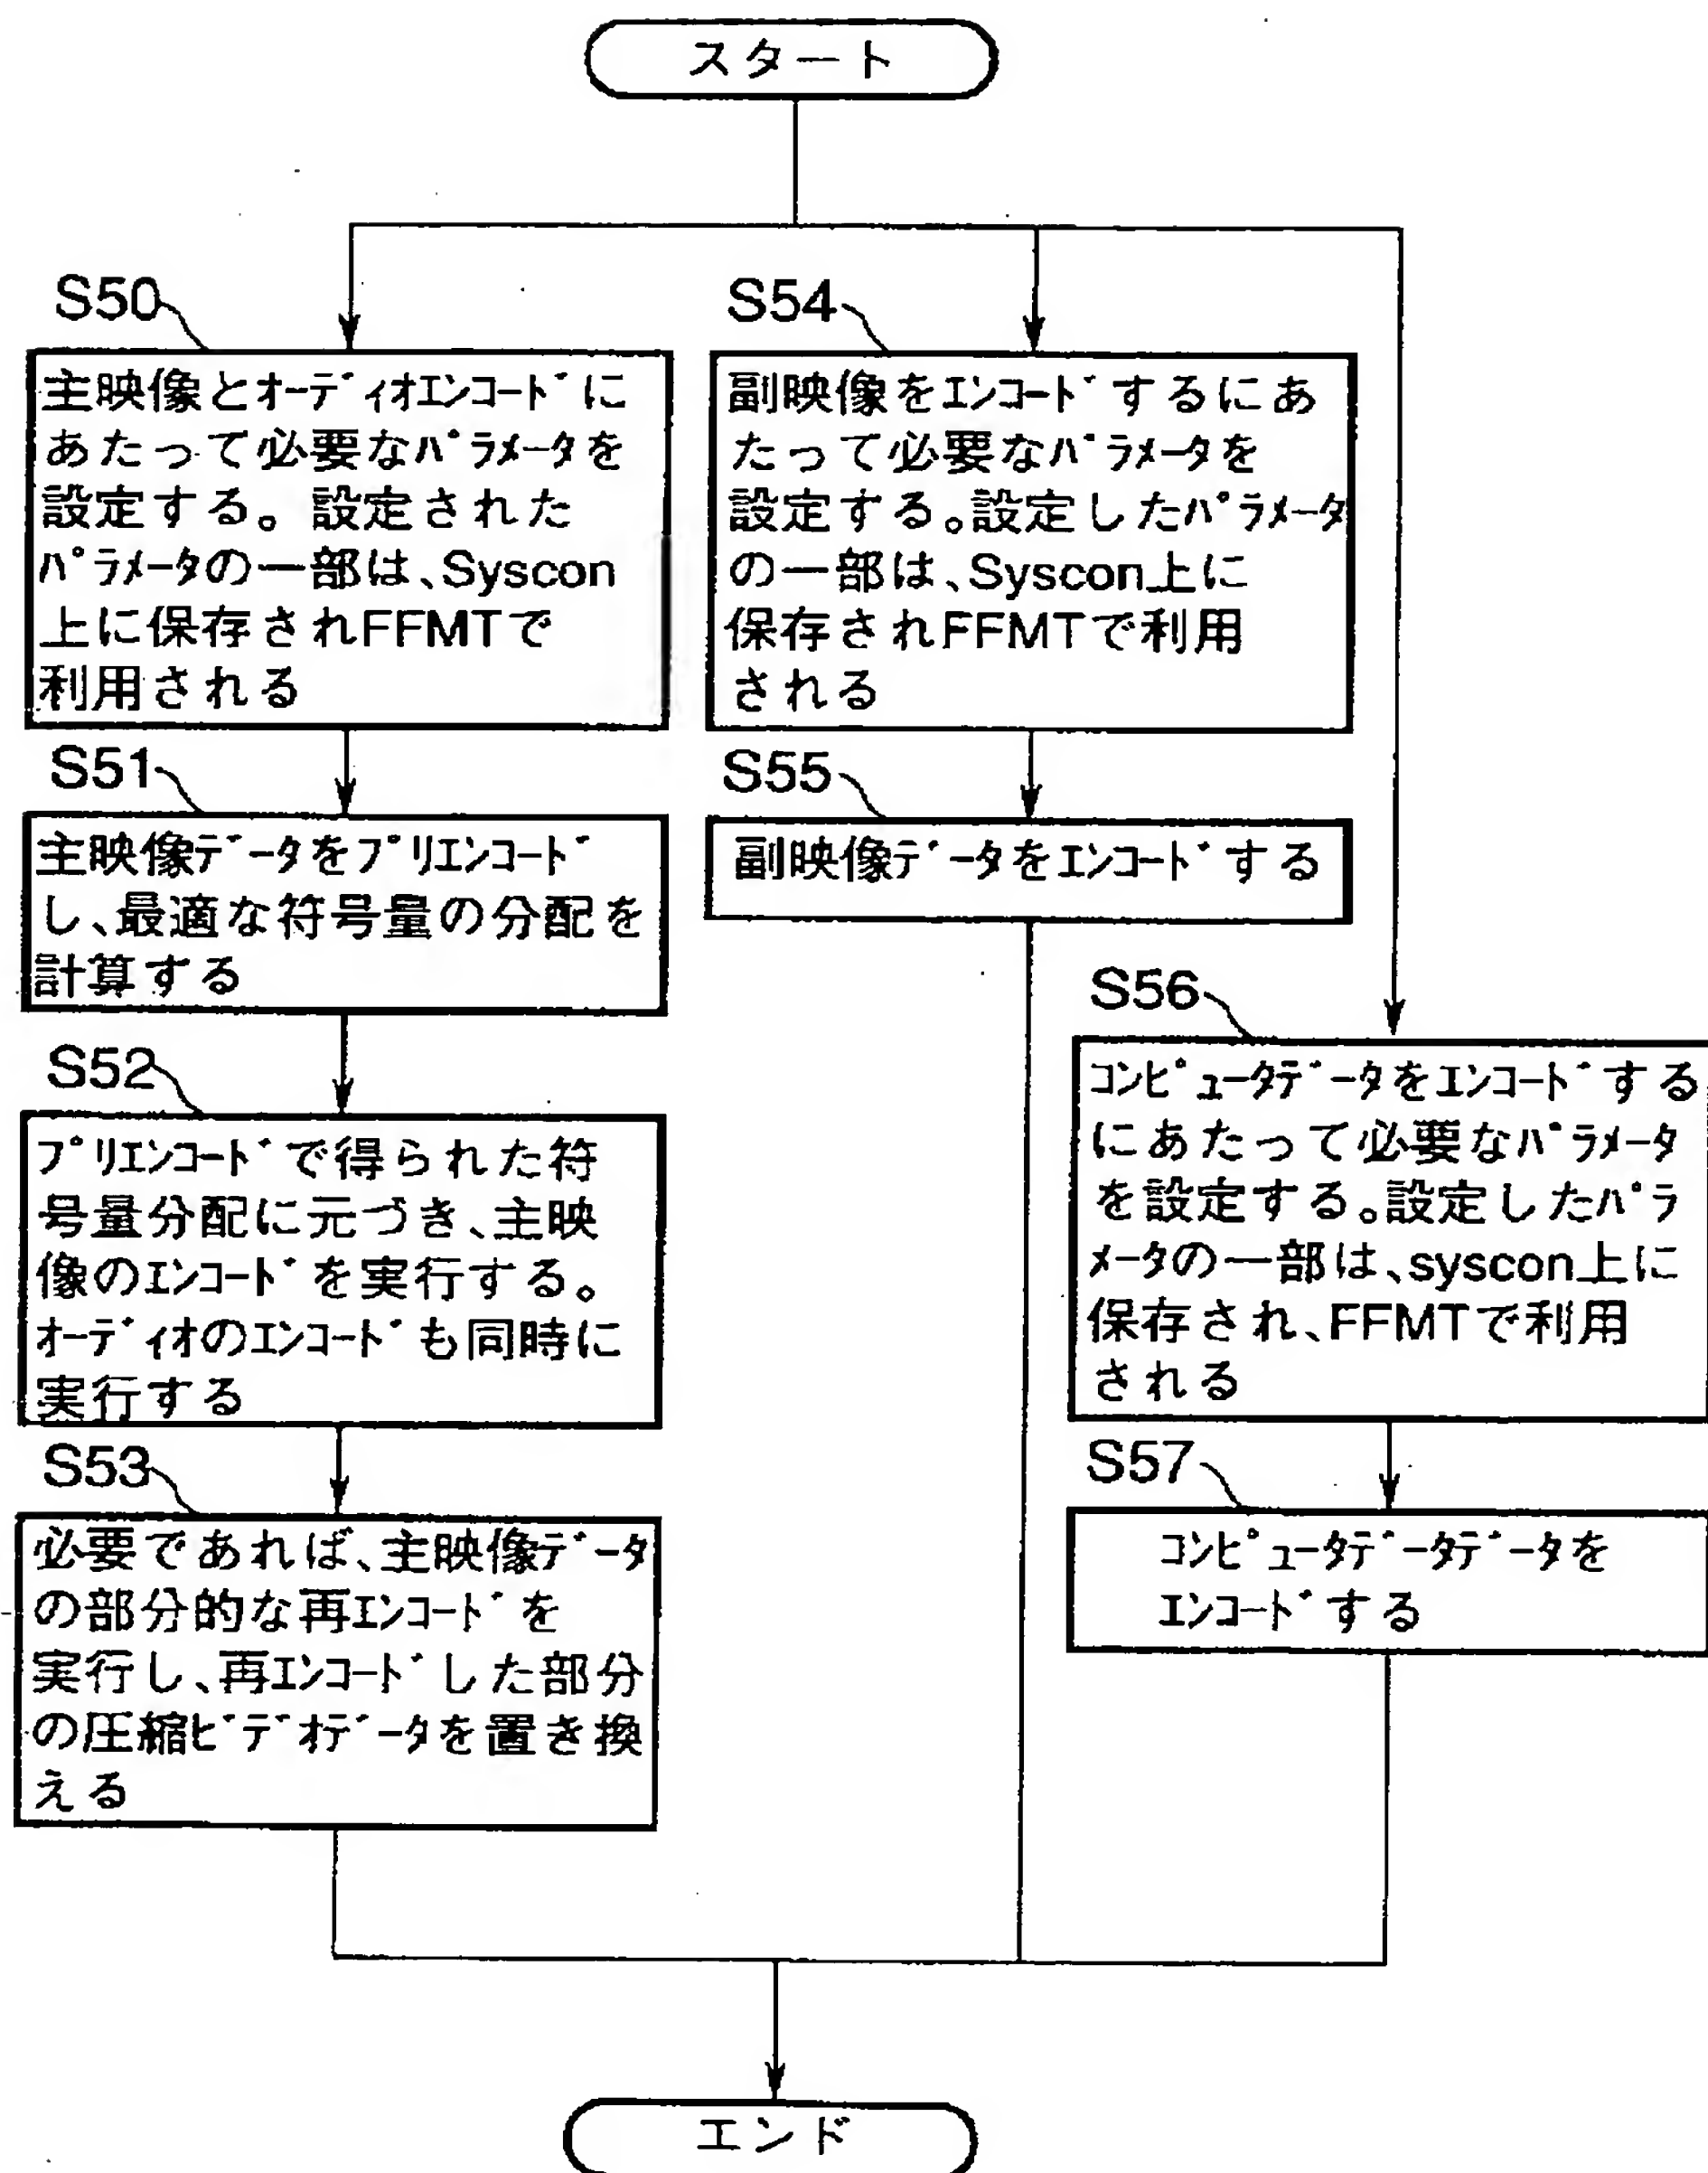 スタート
S50
主映像とｵｰﾃﾞｨｵｴﾝｺｰﾄﾞに
あたって必要なﾊﾟﾗﾒｰﾀを
設定する。設定された
ﾊﾟﾗﾒｰﾀの一部は、Syscon
上に保存されFFMTで
利用される
S51
主映像ﾃﾞｰﾀをﾌﾟﾘｴﾝｺｰﾄﾞ
し、最適な符号量の分配を
計算する
S52
ﾌﾟﾘｴﾝｺｰﾄﾞで得られた符
号量分配に元づき、主映
像のｴﾝｺｰﾄﾞを実行する。
ｵｰﾃﾞｨｵのｴﾝｺｰﾄﾞも同時に
実行する
S53
必要であれば、主映像ﾃﾞｰﾀ
の部分的な再ｴﾝｺｰﾄﾞを
実行し、再ｴﾝｺｰﾄﾞした部分
の圧縮ﾋﾞﾃﾞｵﾃﾞｰﾀを置き換
える
S54
副映像をｴﾝｺｰﾄﾞするにあ
たって必要なﾊﾟﾗﾒｰﾀを
設定する。設定したﾊﾟﾗﾒｰﾀ
の一部は、Syscon上に
保存されFFMTで利用
される
S55
副映像ﾃﾞｰﾀをｴﾝｺｰﾄﾞする
S56
ｺﾝﾋﾟｭｰﾀﾃﾞｰﾀをｴﾝｺｰﾄﾞする
にあたって必要なﾊﾟﾗﾒｰﾀ
を設定する。設定したﾊﾟﾗ
ﾒｰﾀの一部は、syscon上に
保存され、FFMTで利用
される
S57
ｺﾝﾋﾟｭｰﾀﾃﾞｰﾀﾃﾞｰﾀを
ｴﾝｺｰﾄﾞする
エンド